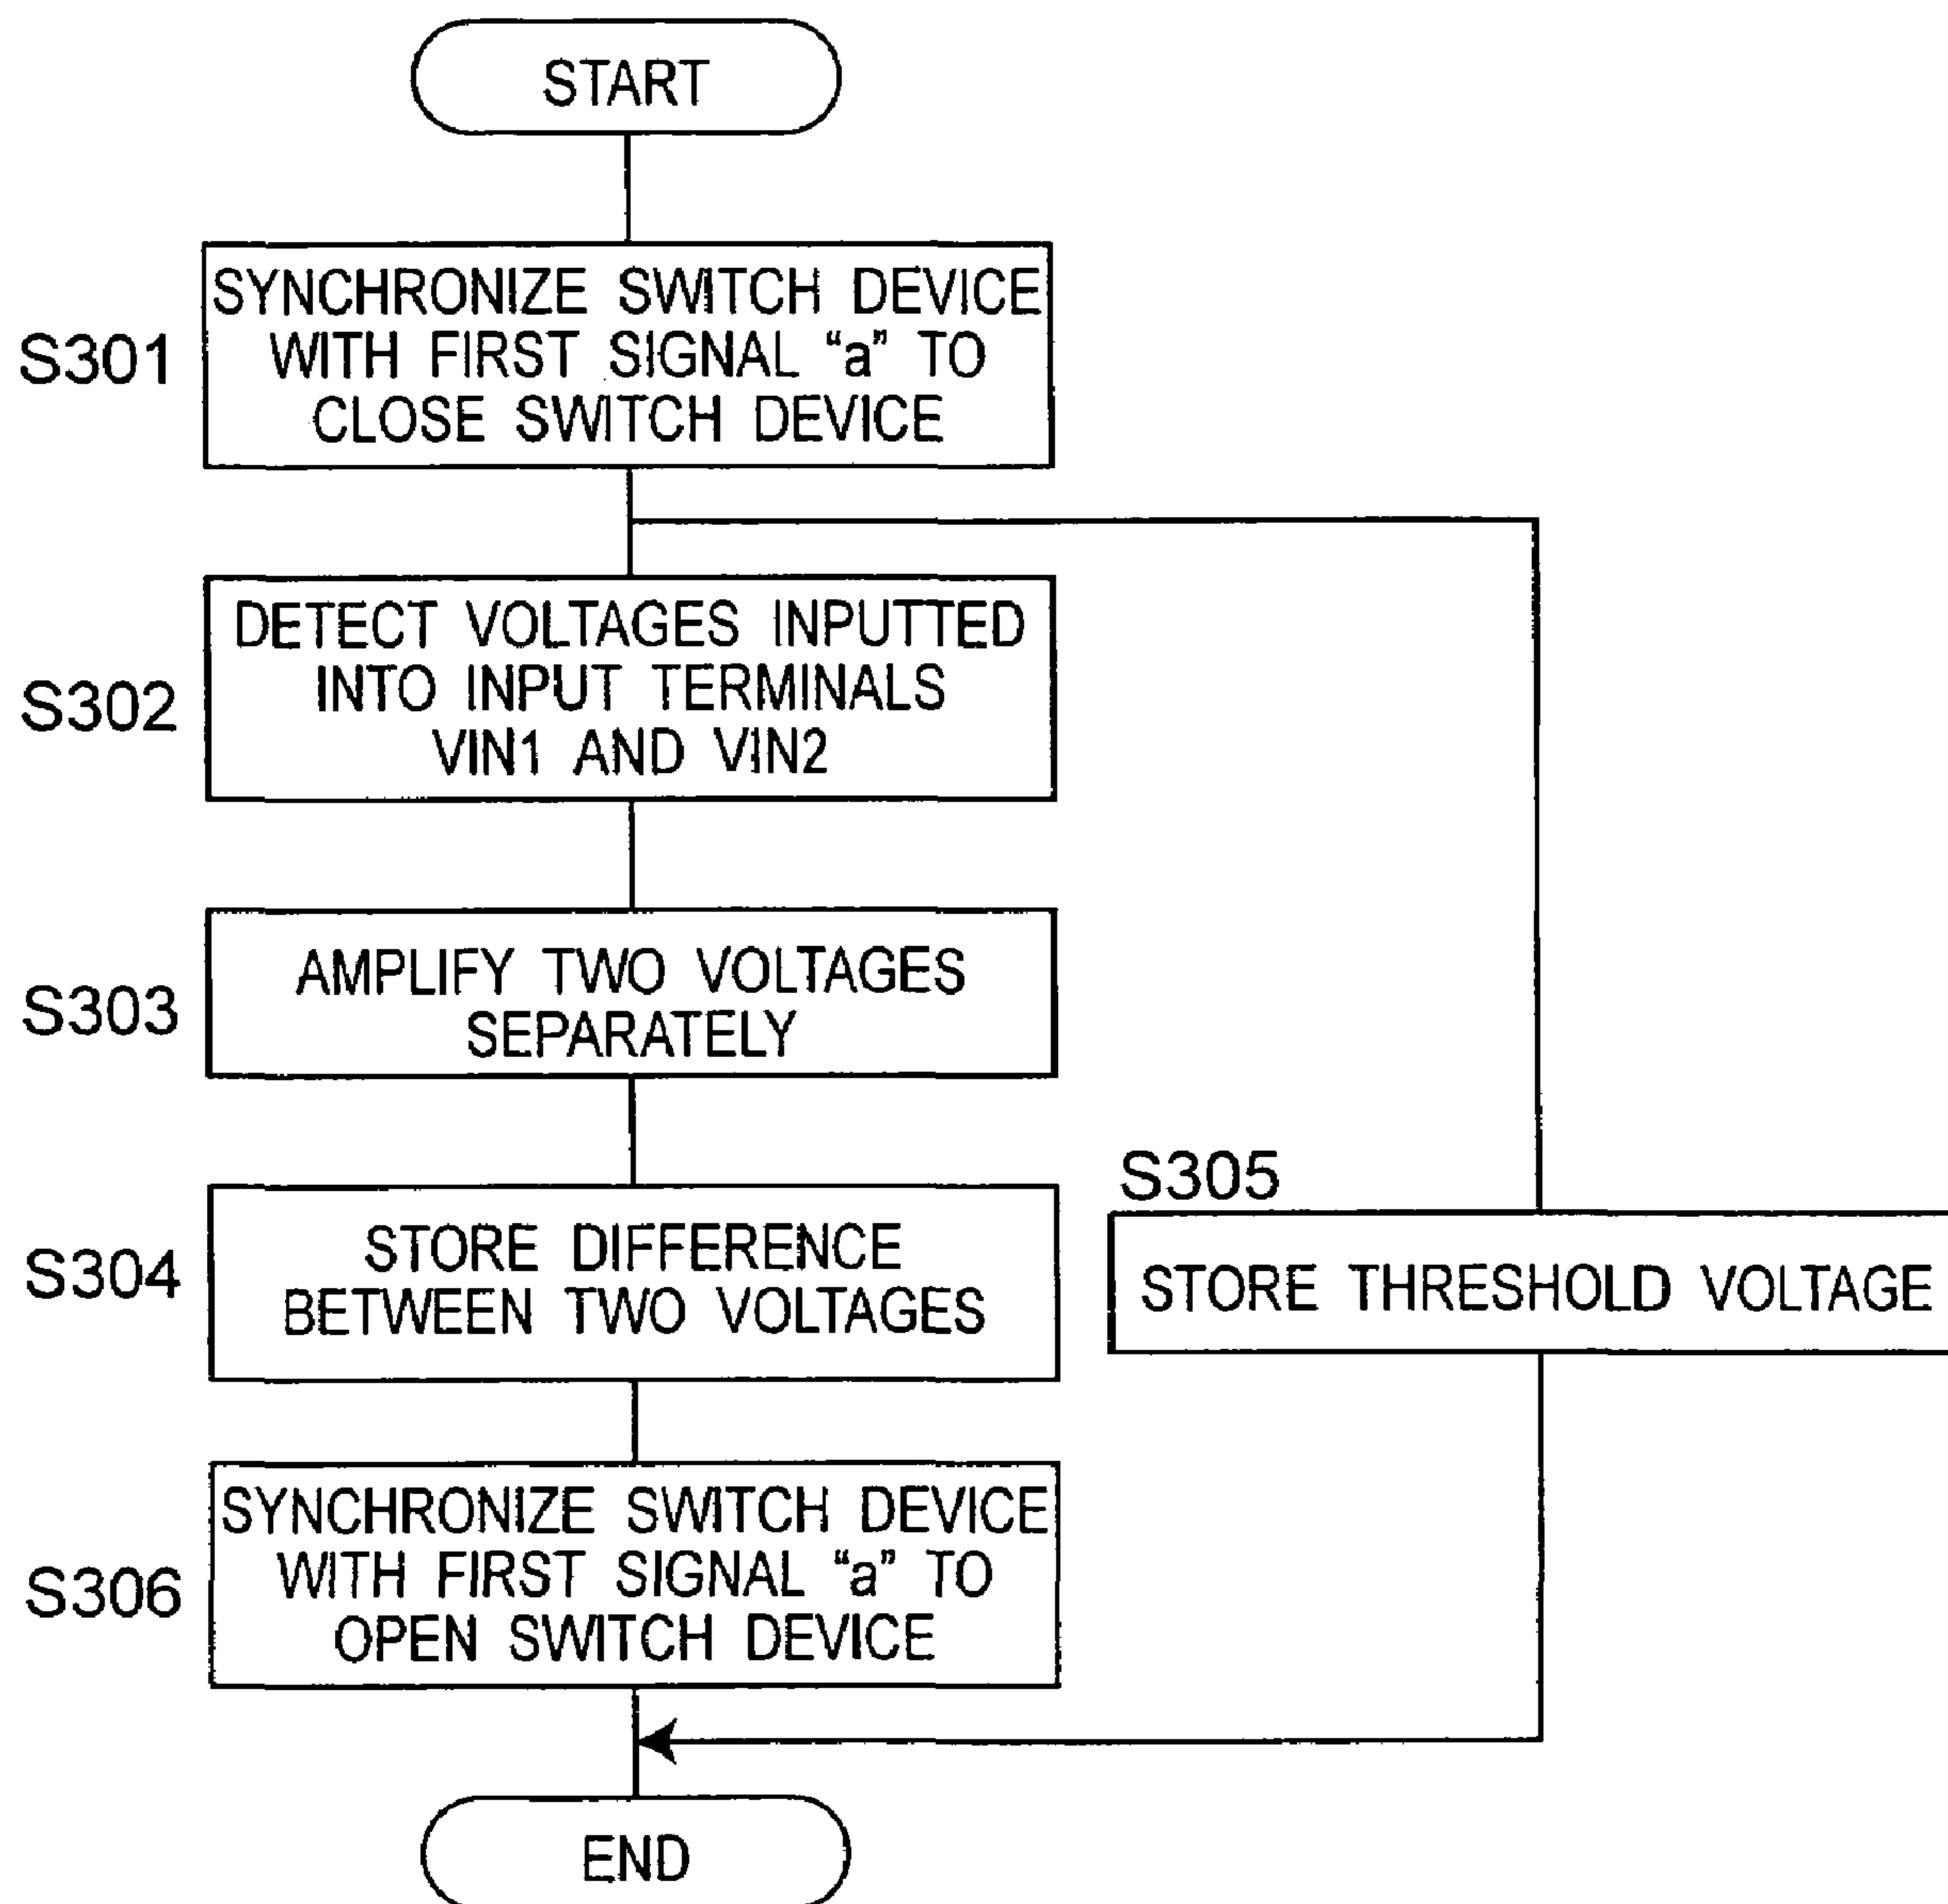 START
S301
SYNCHRONIZE SWITCH DEVICE
WITH FIRST SIGNAL “a” TO
CLOSE SWITCH DEVICE
S302
DETECT VOLTAGES INPUTTED
INTO INPUT TERMINALS
VIN1 AND VIN2
S303
AMPLIFY TWO VOLTAGES
SEPARATELY
S304
STORE DIFFERENCE
BETWEEN TWO VOLTAGES
S305
STORE THRESHOLD VOLTAGE
S306
SYNCHRONIZE SWITCH DEVICE
WITH FIRST SIGNAL “a” TO
OPEN SWITCH DEVICE
END